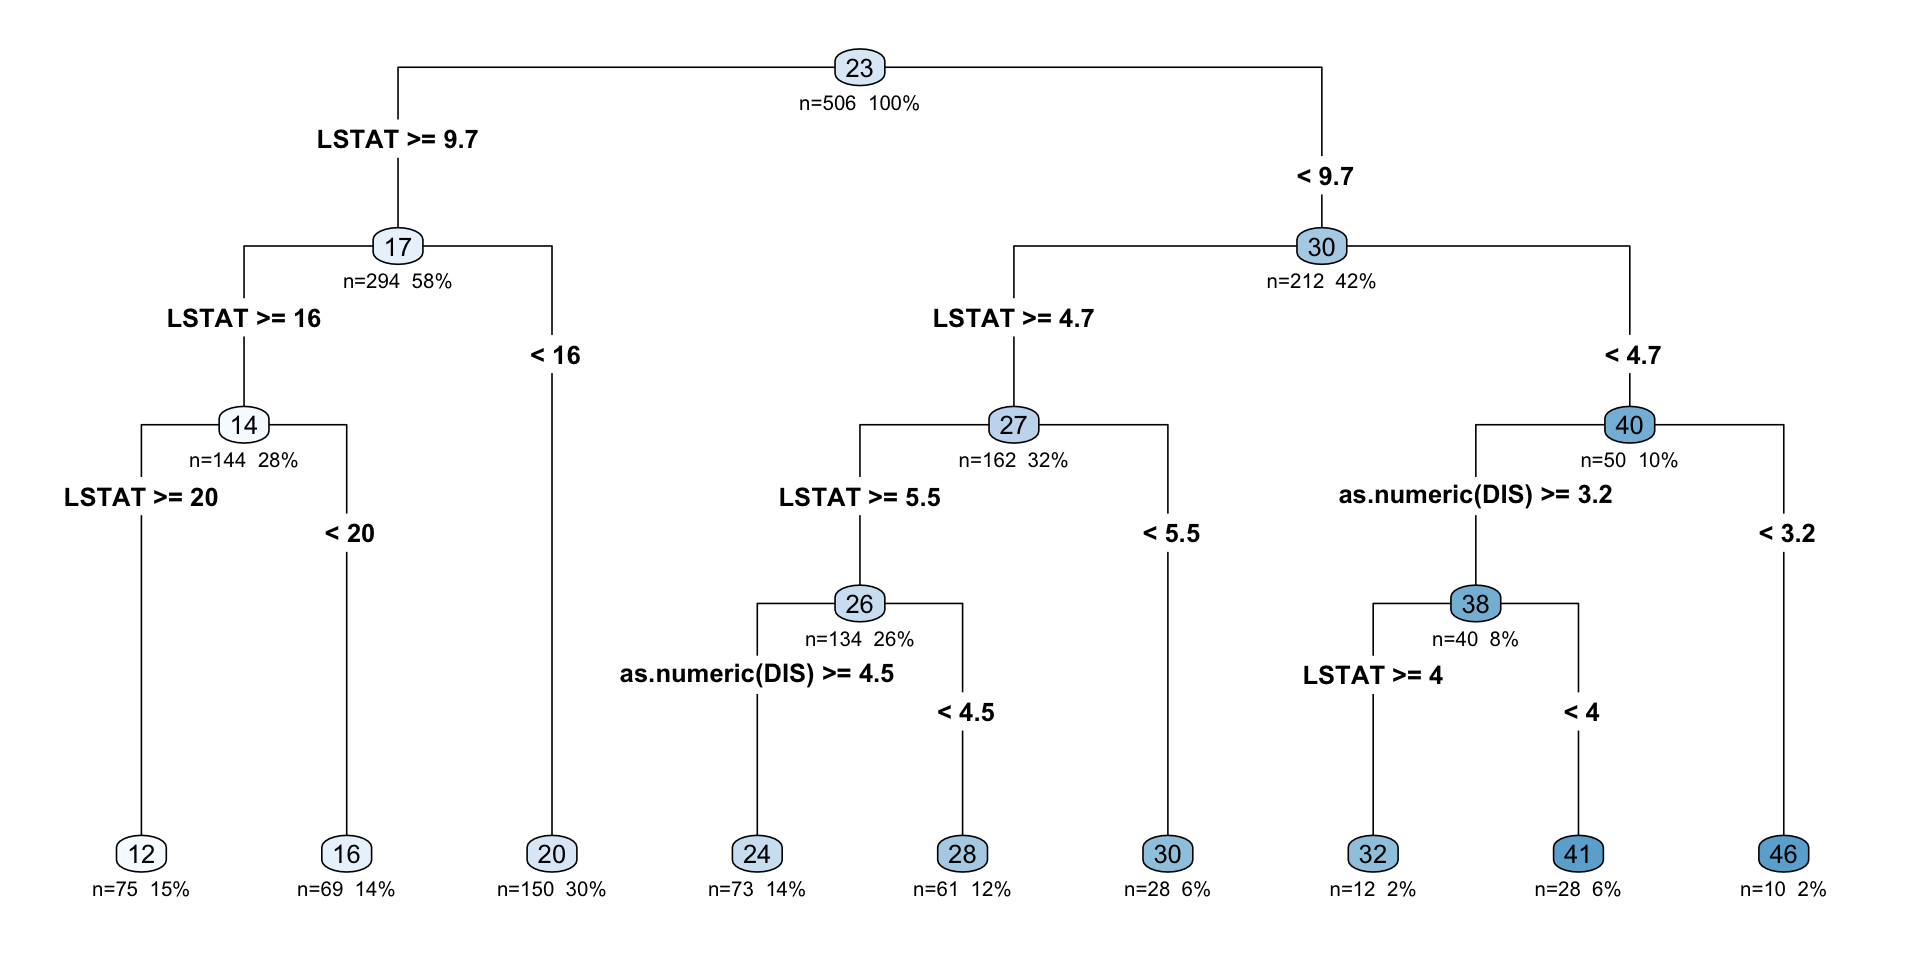 23
n=506 100%
LSTAT >= 9.7
< 9.7
17
n=294 58%
30
n=212 42%
LSTAT >= 16
< 16
LSTAT >= 4.7
< 4.7
14
n=144 28%
27
n=162 32%
40
n=50 10%
LSTAT >= 20
< 20
LSTAT >= 5.5
< 5.5
as.numeric(DIS) >= 3.2
< 3.2
26
n=134 26%
38
n=40 8%
as.numeric(DIS) >= 4.5
< 4.5
LSTAT >= 4
< 4
12
n=75 15%
16
n=69 14%
20
n=150 30%
24
n=73 14%
28
n=61 12%
30
n=28 6%
32
n=12 2%
41
n=28 6%
46
n=10 2%